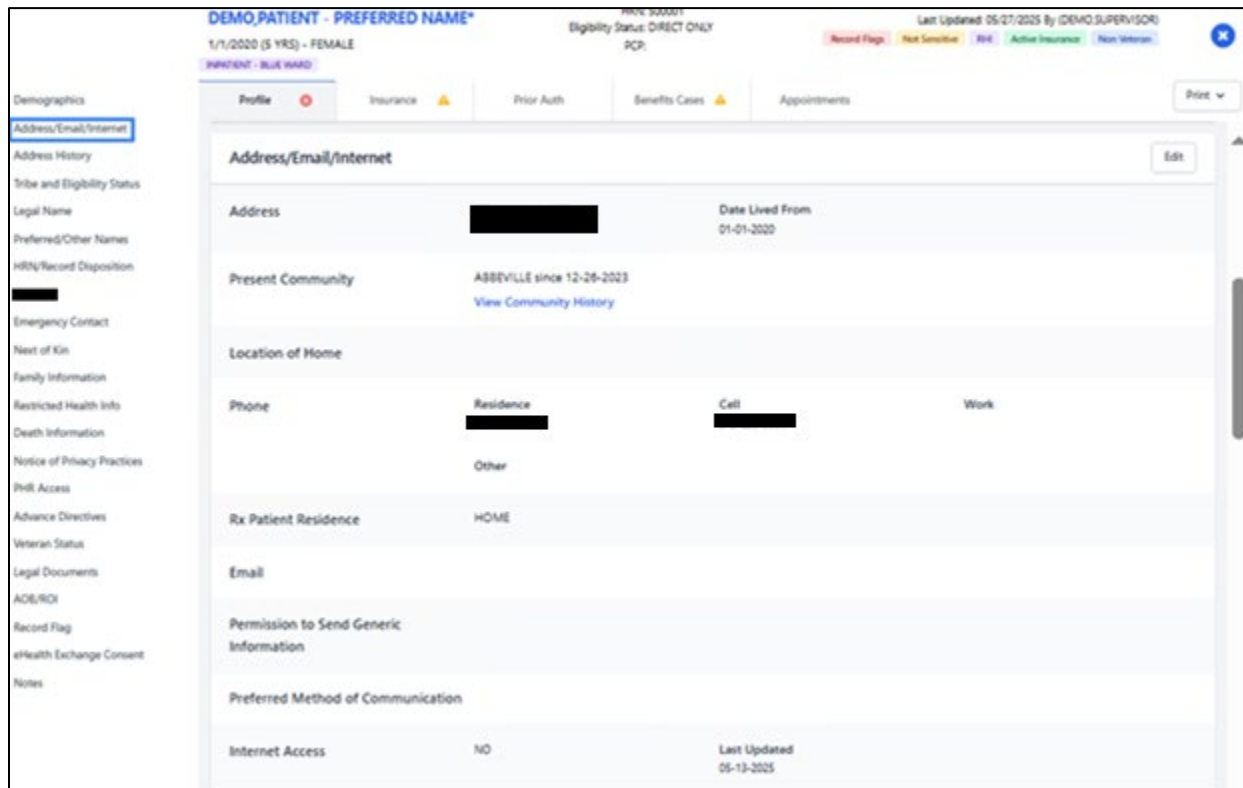 DEMO,PATIENT - PREFERRED NAME*
1/1/2020 (5 YRS) - FEMALE
INPATIENT - BLUE WARD
Eligibility Status: DIRECT ONLY
PCP:
Last Updated: 05/27/2025 By (DEMO,SUPERVISOR)
Record Flags Not Sensitive RHI Active Insurance Non Veteran
Demographics
Address/Email/Internet
Address History
Tribe and Eligibility Status
Legal Name
Preferred/Other Names
HRN/Record Disposition
Emergency Contact
Next of Kin
Family Information
Restricted Health Info
Death Information
Notice of Privacy Practices
PHR Access
Advance Directives
Veteran Status
Legal Documents
AOB/ROI
Record Flag
eHealth Exchange Consent
Notes
Profile Insurance Prior Auth Benefits Cases Appointments
Print
Address/Email/Internet
Edit
Address
Date Lived From
01-01-2020
Present Community
ABBEVILLE since 12-26-2023
View Community History
Location of Home
Phone
Residence
Cell
Work
Other
Rx Patient Residence
HOME
Email
Permission to Send Generic
Information
Preferred Method of Communication
Internet Access
NO
Last Updated
05-13-2025